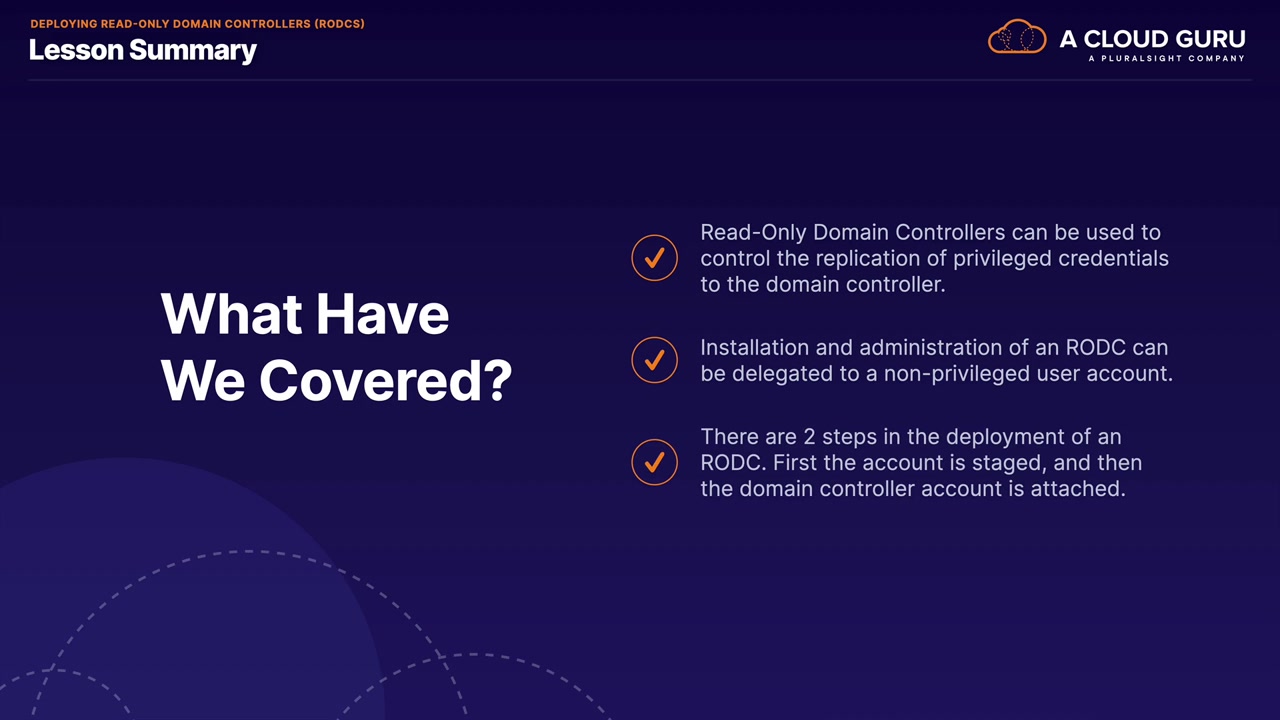 DEPLOYING READ-ONLY DOMAIN CONTROLLERS (RODCS)
Lesson Summary
A CLOUD GURU
A PLURALSIGHT COMPANY
What Have
We Covered?
Read-Only Domain Controllers can be used to
control the replication of privileged credentials
to the domain controller.
Installation and administration of an RODC can
be delegated to a non-privileged user account.
There are 2 steps in the deployment of an
RODC. First the account is staged, and then
the domain controller account is attached.